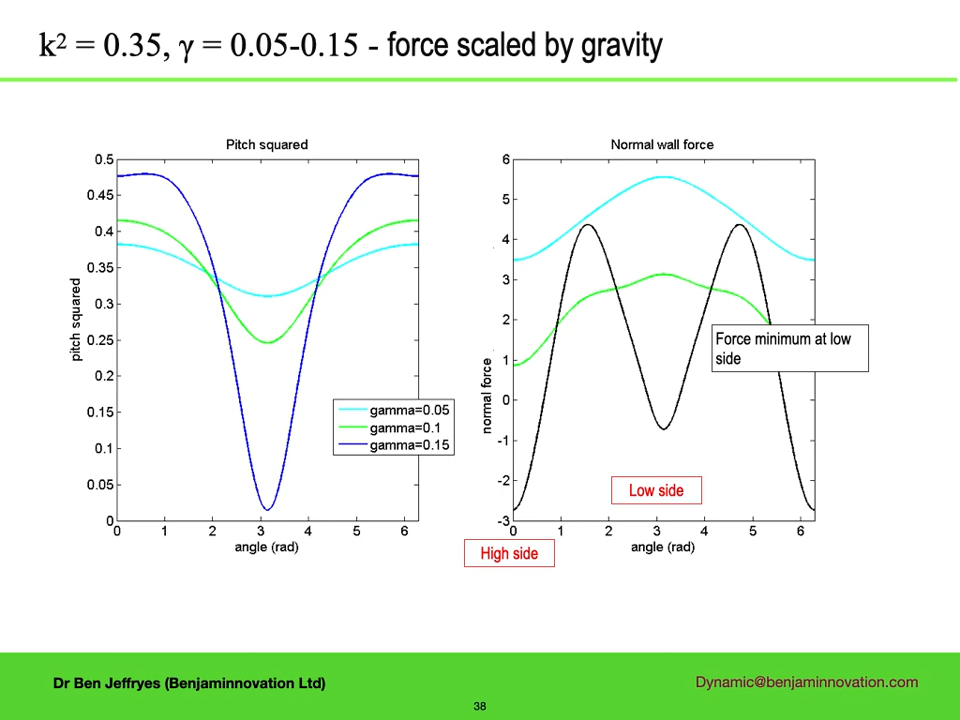 k² = 0.35, γ = 0.05-0.15 - force scaled by gravity
Pitch squared
0.5
0.45
0.4
0.35
0.3
0.25
0.2
0.15
0.1
0.05
0
pitch squared
0 1 2 3 4 5 6
angle (rad)
gamma=0.05
gamma=0.1
gamma=0.15
Normal wall force
6
5
4
3
2
1
0
-1
-2
-3
normal force
0 1 2 3 4 5 6
angle (rad)
Force minimum at low
side
Low side
High side
Dr Ben Jeffryes (Benjaminnovation Ltd)
Dynamic@benjaminnovation.com
38